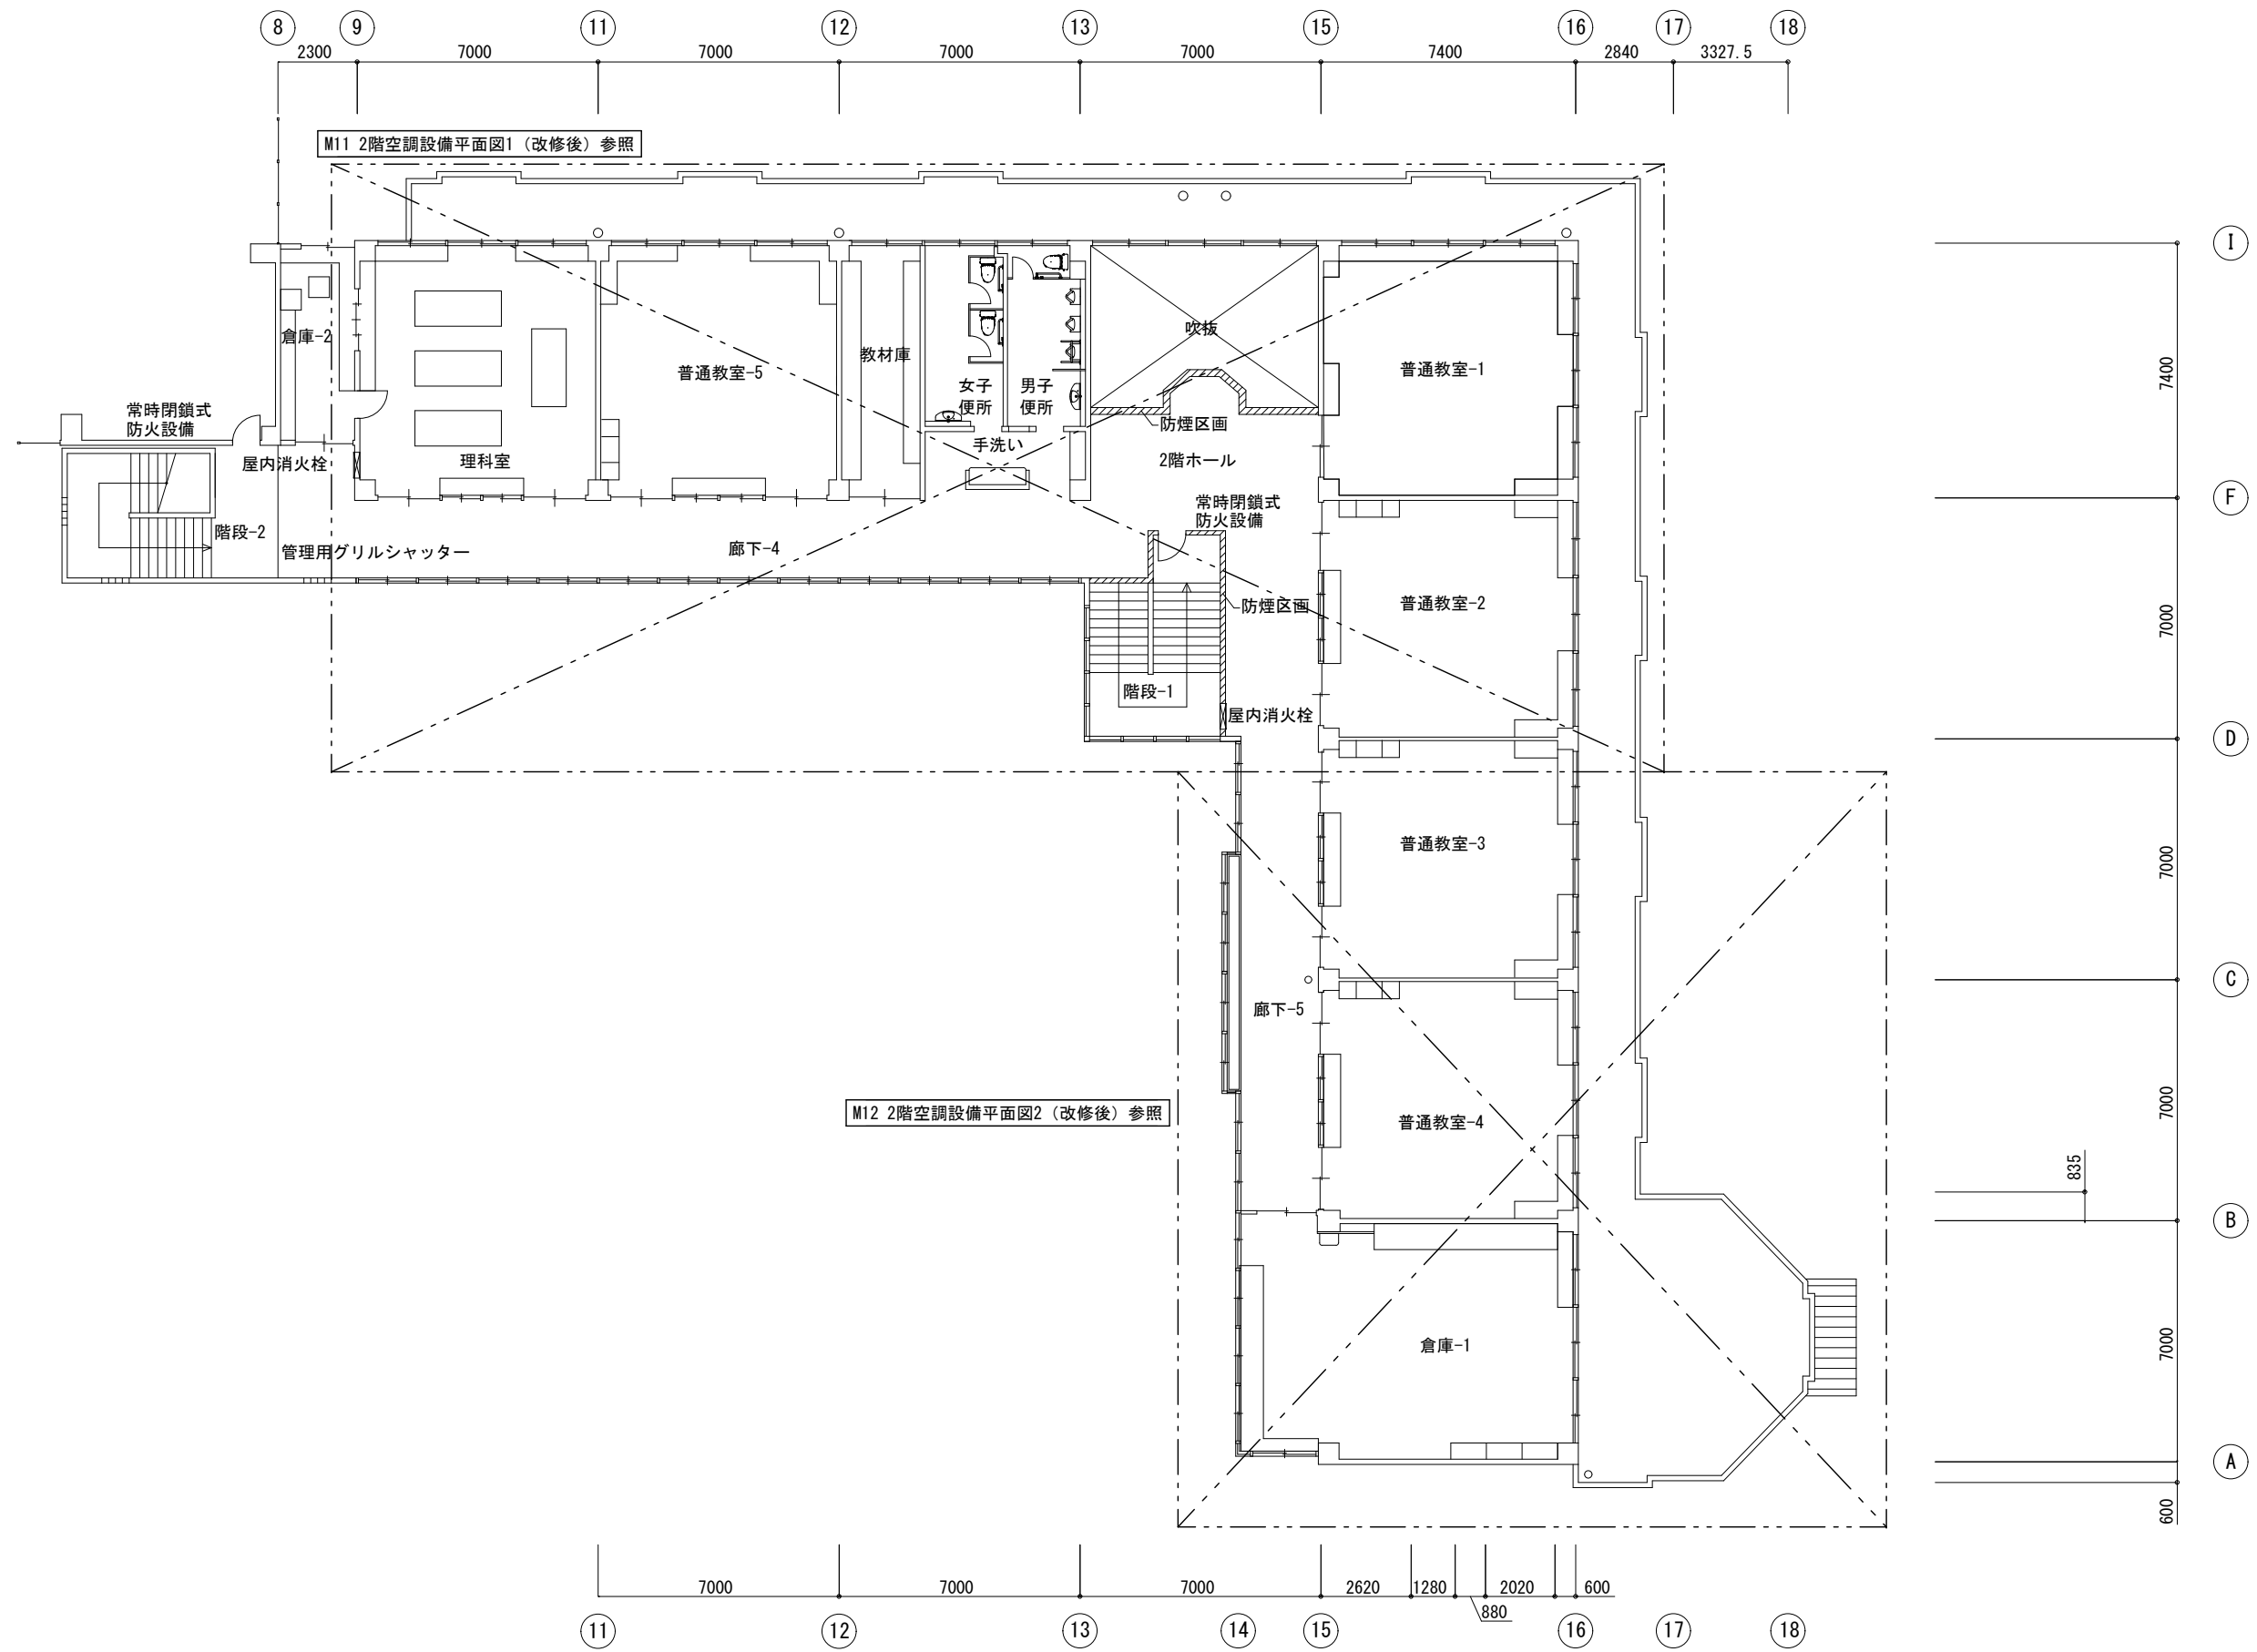 8 9 11 12 13 15 16 17 18
2300 7000 7000 7000 7000 7400 2840 3327.5
M11 2階空調設備平面図1（改修後）参照
I
倉庫-2
吹抜
教材庫
普通教室-5
普通教室-1
7400
女子
便所
男子
便所
常時閉鎖式
防火設備
防煙区画
手洗い
屋内消火栓
理科室
2階ホール
常時閉鎖式
防火設備
F
階段-2
管理用グリルシャッター
廊下-4
防煙区画
普通教室-2
7000
階段-1
屋内消火栓
D
普通教室-3
7000
C
廊下-5
M12 2階空調設備平面図2（改修後）参照
普通教室-4
7000
835
B
倉庫-1
7000
A
600
7000 7000 7000 2620 1280 2020 600
880
11 12 13 14 15 16 17 18